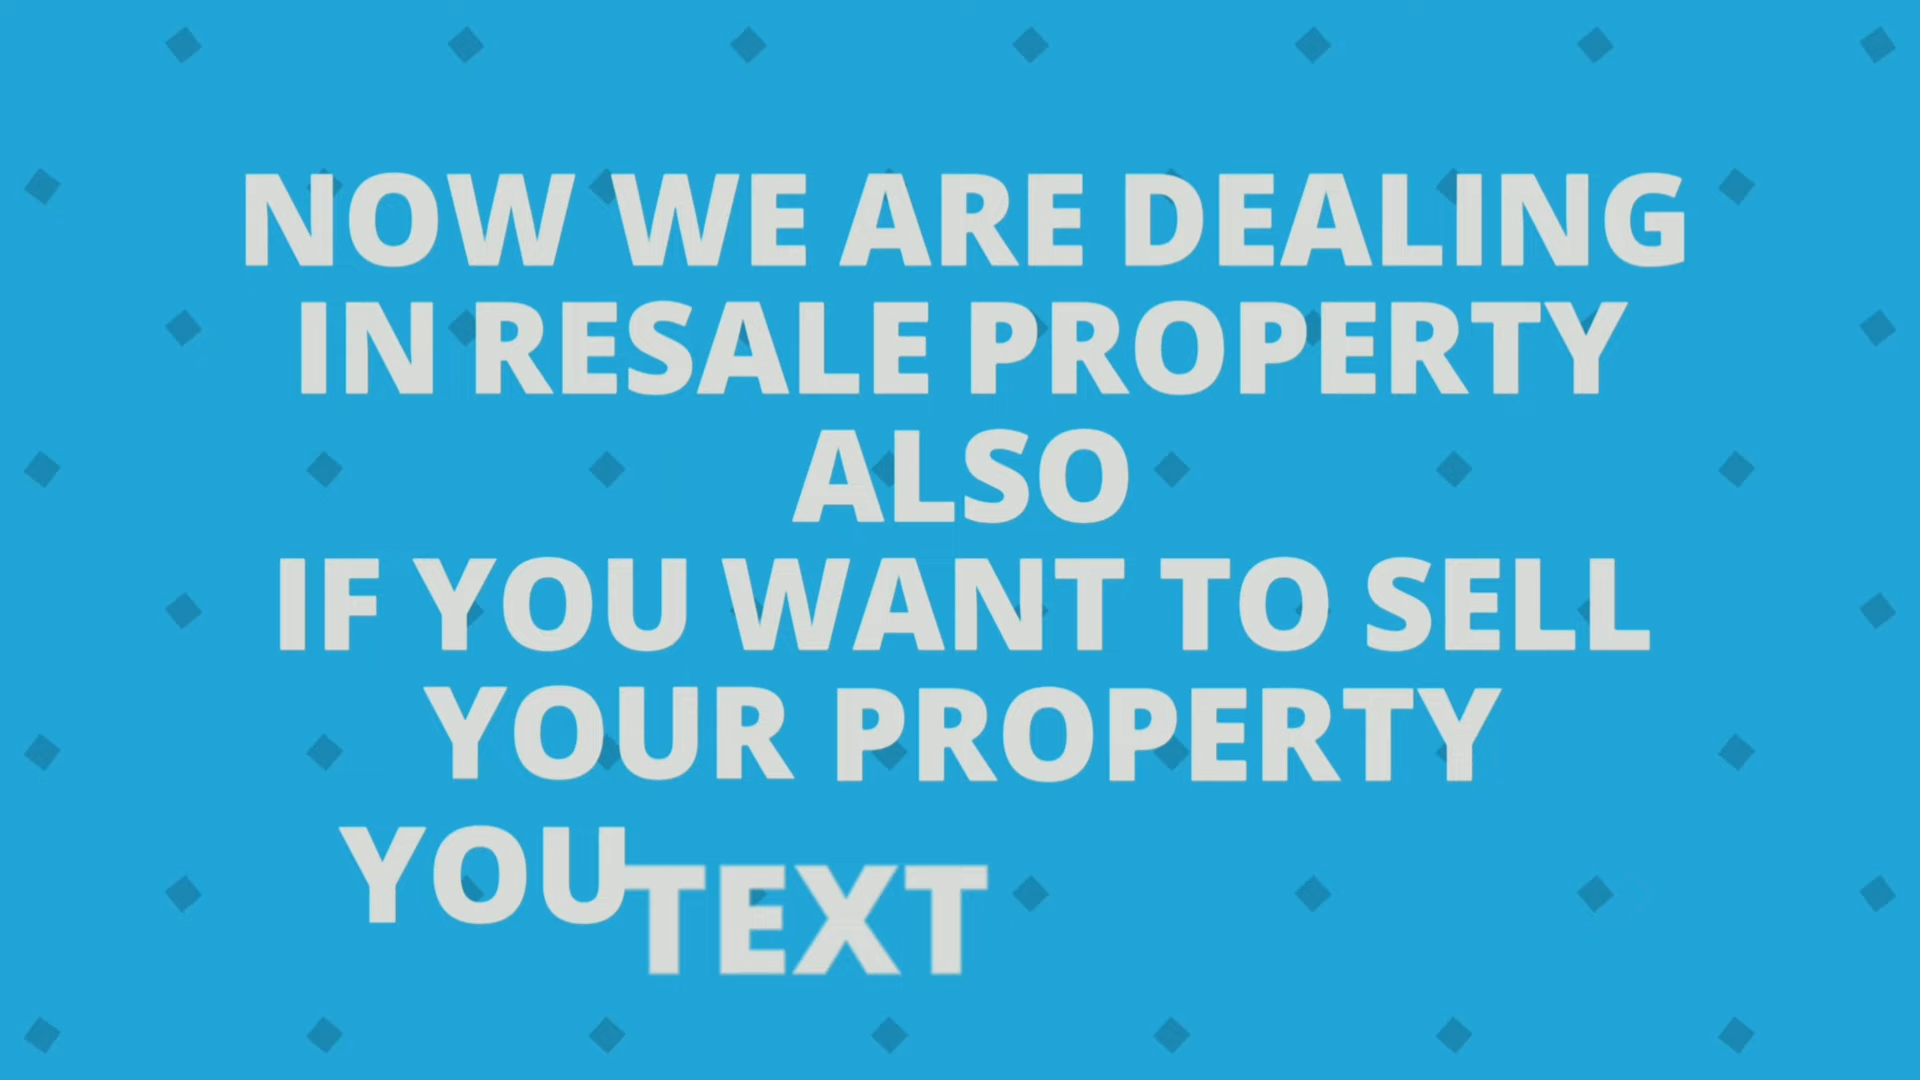 NOW WE ARE DEALING
IN RESALE PROPERTY
ALSO
IF YOU WANT TO SELL
YOUR PROPERTY
YOU TEXT